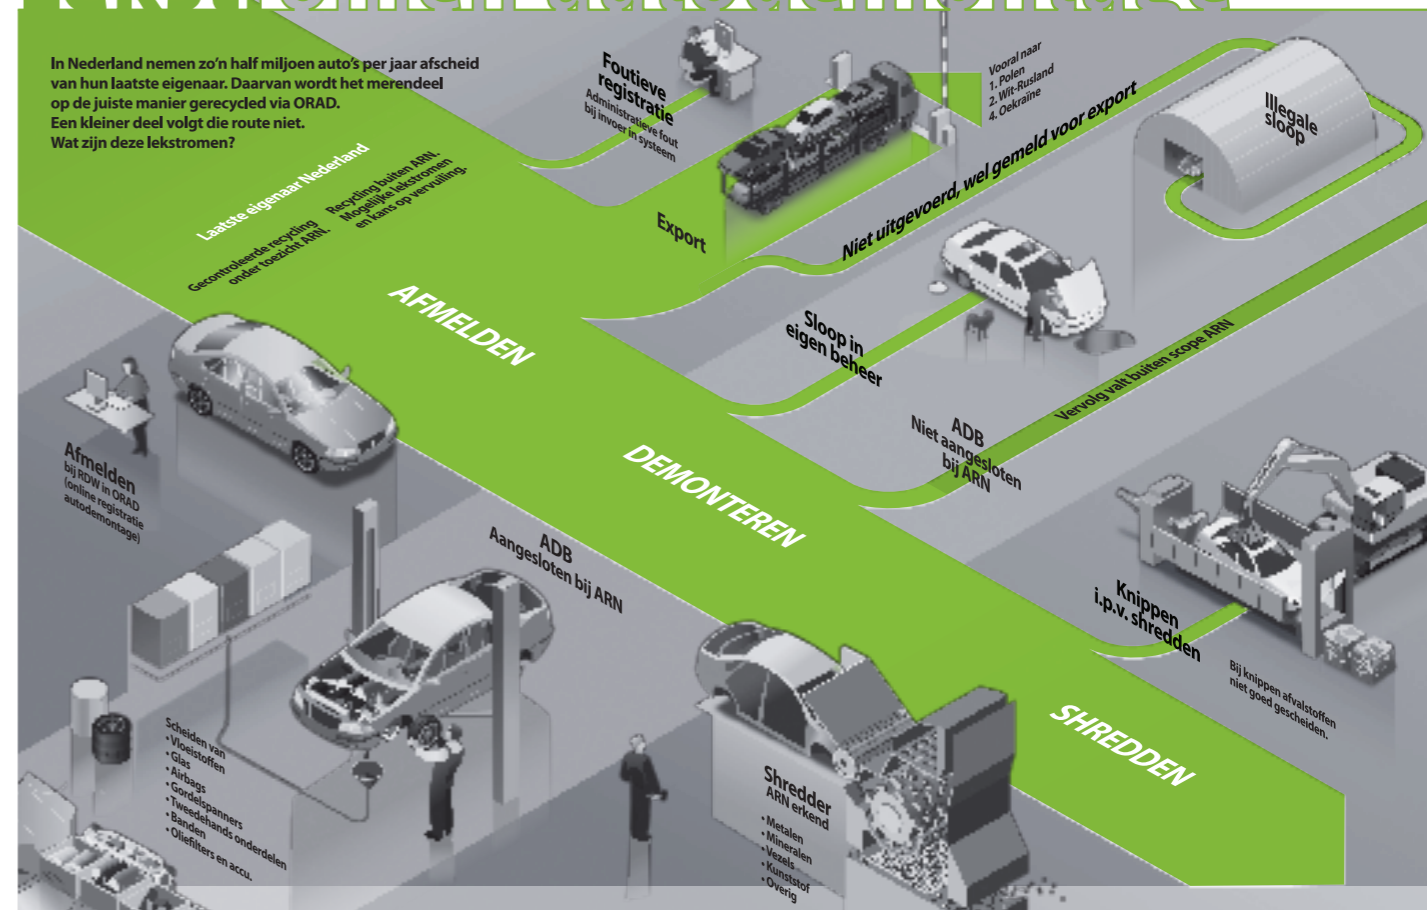 In Nederland nemen zo'n half miljoen auto's per jaar afscheid
van hun laatste eigenaar. Daarvan wordt het merendeel
op de juiste manier gerecycled via ORAD.
Een kleiner deel volgt die route niet.
Wat zijn deze lekstromen?
Laatste eigenaar Nederland
Gecontroleerde recycling
onder toezicht ARN.
Recycling buiten ARN.
Mogelijke lekstromen
en kans op vervuiling.
Foutieve
registratie
Administratieve fout
bij invoer in systeem
Export
Vooral naar
1. Polen
2. Wit-Rusland
4. Oekraïne
Niet uitgevoerd, wel gemeld voor export
Illegale
sloop
AFMELDEN
Sloop in
eigen beheer
Afmelden
bij RDW in ORAD
(online registratie
autodemontage)
DEMONTEREN
ADB
Niet aangesloten
bij ARN
Vervolg valt buiten scope ARN
ADB
Aangesloten bij ARN
Scheiden van
• Vloeistoffen
• Glas
• Airbags
• Gordelspanners
• Tweedehands onderdelen
• Banden
• Oliefilters en accu.
Knippen
i.p.v. shredden
Bij knippen afvalstoffen
niet goed gescheiden.
SHREDDEN
Shredder
ARN erkend
• Metalen
• Mineralen
• Vezels
• Kunststof
• Overig